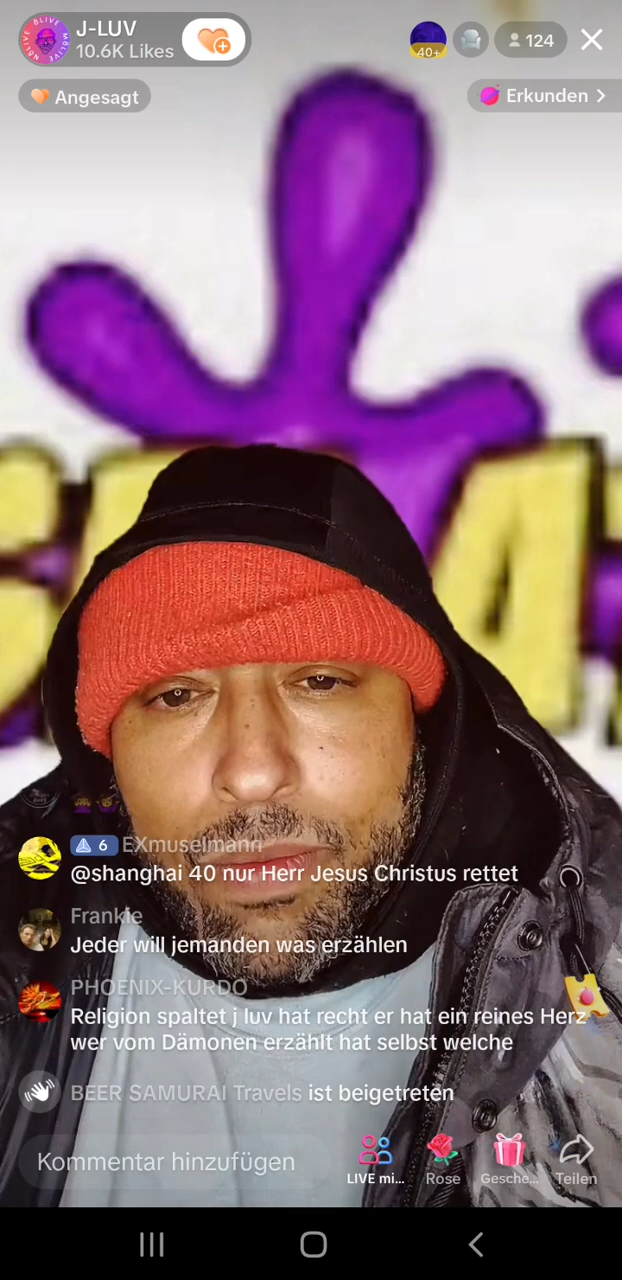 J-LUV
10.6K Likes
40+
124
Angesagt
Erkunden
6 EXmuselmann
@shanghai 40 nur Herr Jesus Christus rettet
Frankie
Jeder will jemanden was erzählen
PHOENIX-KURDO
Religion spaltet j luv hat recht er hat ein reines Herz
wer vom Dämonen erzählt hat selbst welche
BEER SAMURAI Travels ist beigetreten
Kommentar hinzufügen
LIVE mi...
Rose
Gesche...
Teilen